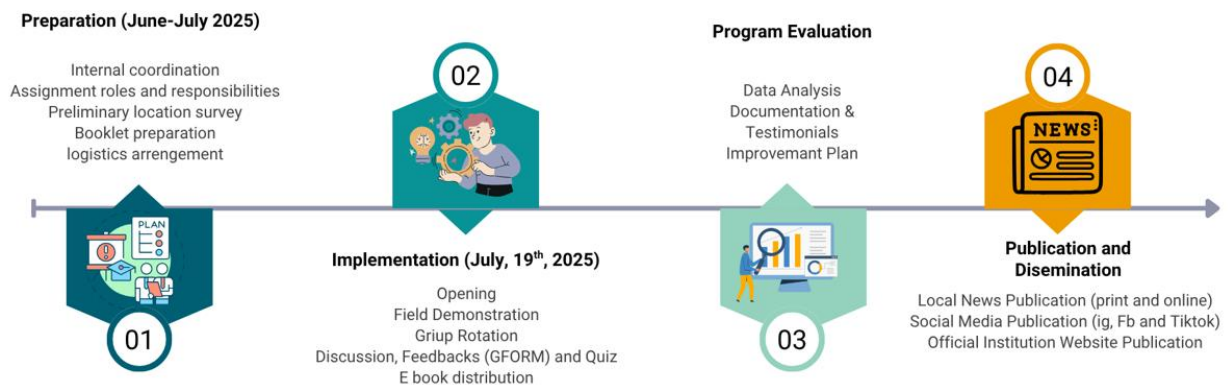 Preparation (June-July 2025)
Internal coordination
Assignment roles and responsibilities
Preliminary location survey
Booklet preparation
logistics arrengement
PLAN
01
02
Implementation (July, 19th, 2025)
Opening
Field Demonstration
Griup Rotation
Discussion, Feedbacks (GFORM) and Quiz
E book distribution
Program Evaluation
Data Analysis
Documentation &
Testimonials
Improvemant Plan
03
04
NEWS
Publication and
Disemination
Local News Publication (print and online)
Social Media Publication (ig, Fb and Tiktok)
Official Institution Website Publication